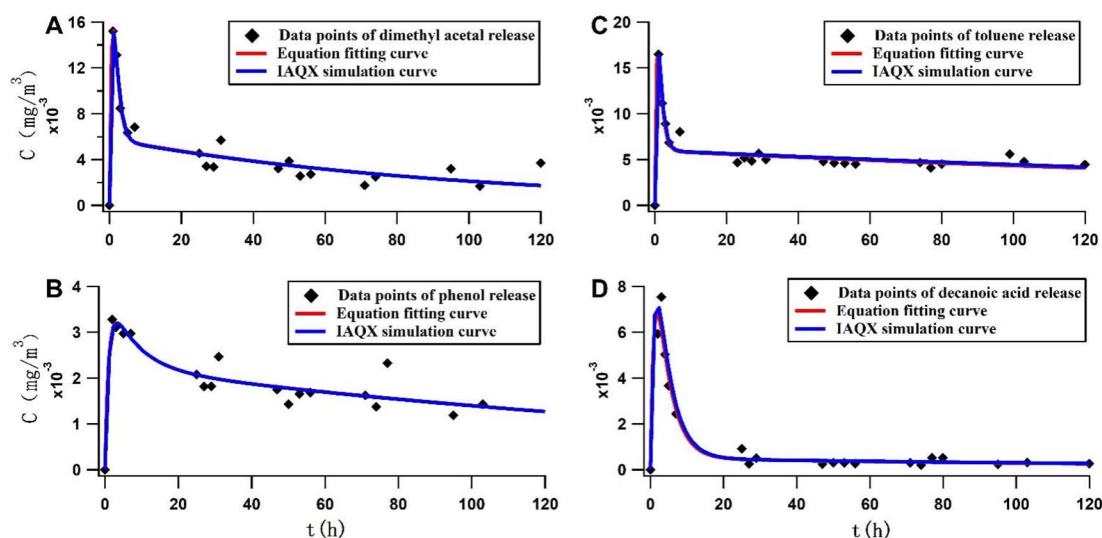 A
Data points of dimethyl acetal release
Equation fitting curve
IAQX simulation curve
C (mg/m³)
x10⁻³
16
12
8
4
0
0 20 40 60 80 100 120
C
Data points of toluene release
Equation fitting curve
IAQX simulation curve
x10⁻³
20
15
10
5
0
0 20 40 60 80 100 120
B
Data points of phenol release
Equation fitting curve
IAQX simulation curve
C (mg/m³)
x10⁻³
4
3
2
1
0
0 20 40 60 80 100 120
t(h)
D
Data points of decanoic acid release
Equation fitting curve
IAQX simulation curve
x10⁻³
8
6
4
2
0
0 20 40 60 80 100 120
t(h)